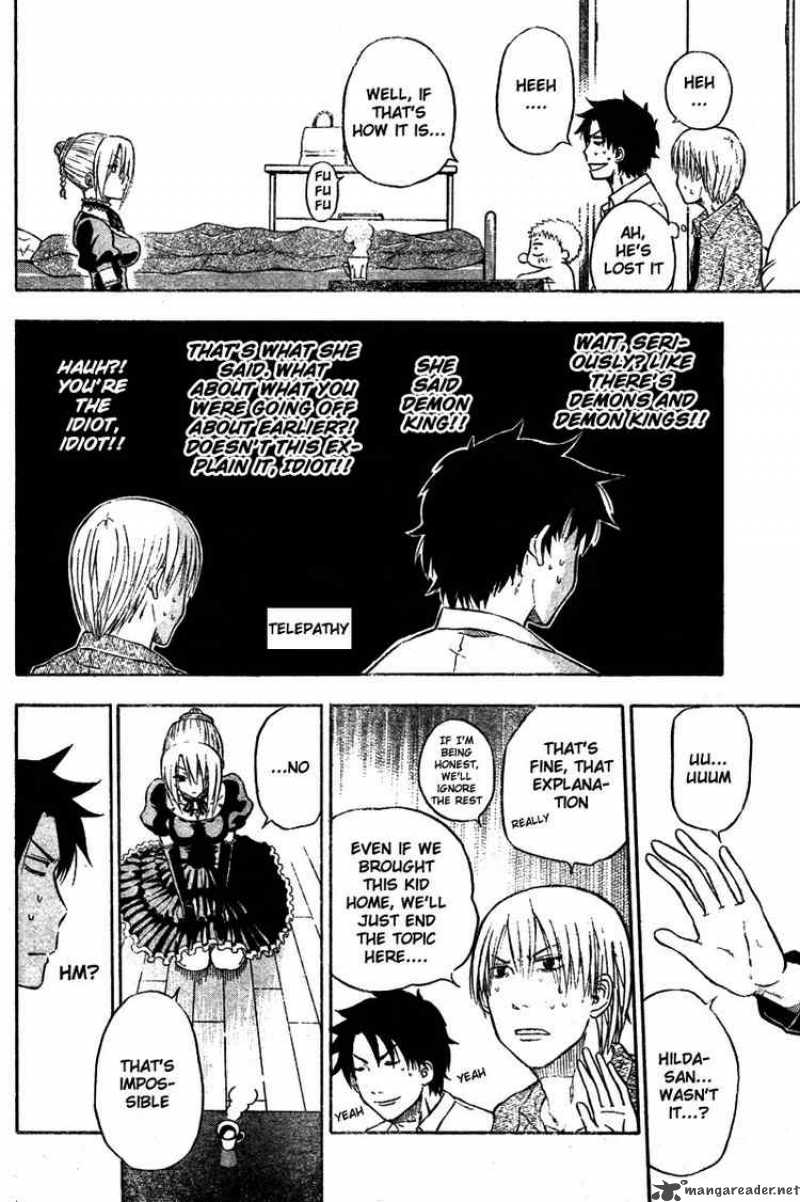 HEH
...
HEEH
....
WELL, IF
THAT'S
HOW IT IS...
FU
FU
FU
AH,
HE'S
LOST IT
WAIT, SERI-
OUSLY? LIKE
THERE'S
DEMONS AND
DEMON KINGS!!
SHE
SAID
DEMON
KING!!
THAT'S WHAT SHE
SAID, WHAT
ABOUT WHAT YOU
WERE GOING OFF
ABOUT EARLIER?!
DOESN'T THIS EX-
PLAIN IT, IDIOT!!
HAUH?!
YOU'RE
THE
IDIOT,
IDIOT!!
TELEPATHY
UU...
UUUM
HILDA-
SAN...
WASN'T
IT...?
THAT'S
FINE, THAT
EXPLANA-
TION
REALLY
IF I'M
BEING
HONEST,
WE'LL
IGNORE
THE REST
EVEN IF WE
BROUGHT
THIS KID
HOME, WE'LL
JUST END
THE TOPIC
HERE....
YEAH
YEAH
...NO
THAT'S
IMPOS-
SIBLE
HM?
mangareader.net